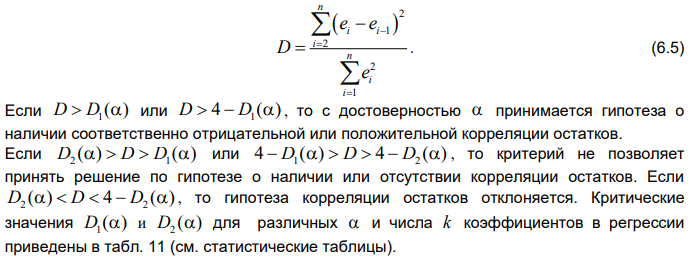 $$D = \frac{\sum_{i=2}^{n}(e_i - e_{i-1})^2}{\sum_{i=1}^{n} e_i^2}. \quad (6.5)$$
Если $D > D_1(\alpha)$ или $D > 4 - D_1(\alpha)$, то с достоверностью $\alpha$ принимается гипотеза о
наличии соответственно отрицательной или положительной корреляции остатков.
Если $D_2(\alpha) > D > D_1(\alpha)$ или $4 - D_1(\alpha) > D > 4 - D_2(\alpha)$, то критерий не позволяет
принять решение по гипотезе о наличии или отсутствии корреляции остатков. Если
$D_2(\alpha) < D < 4 - D_2(\alpha)$, то гипотеза корреляции остатков отклоняется. Критические
значения $D_1(\alpha)$ и $D_2(\alpha)$ для различных $\alpha$ и числа $k$ коэффициентов в регрессии
приведены в табл. 11 (см. статистические таблицы).